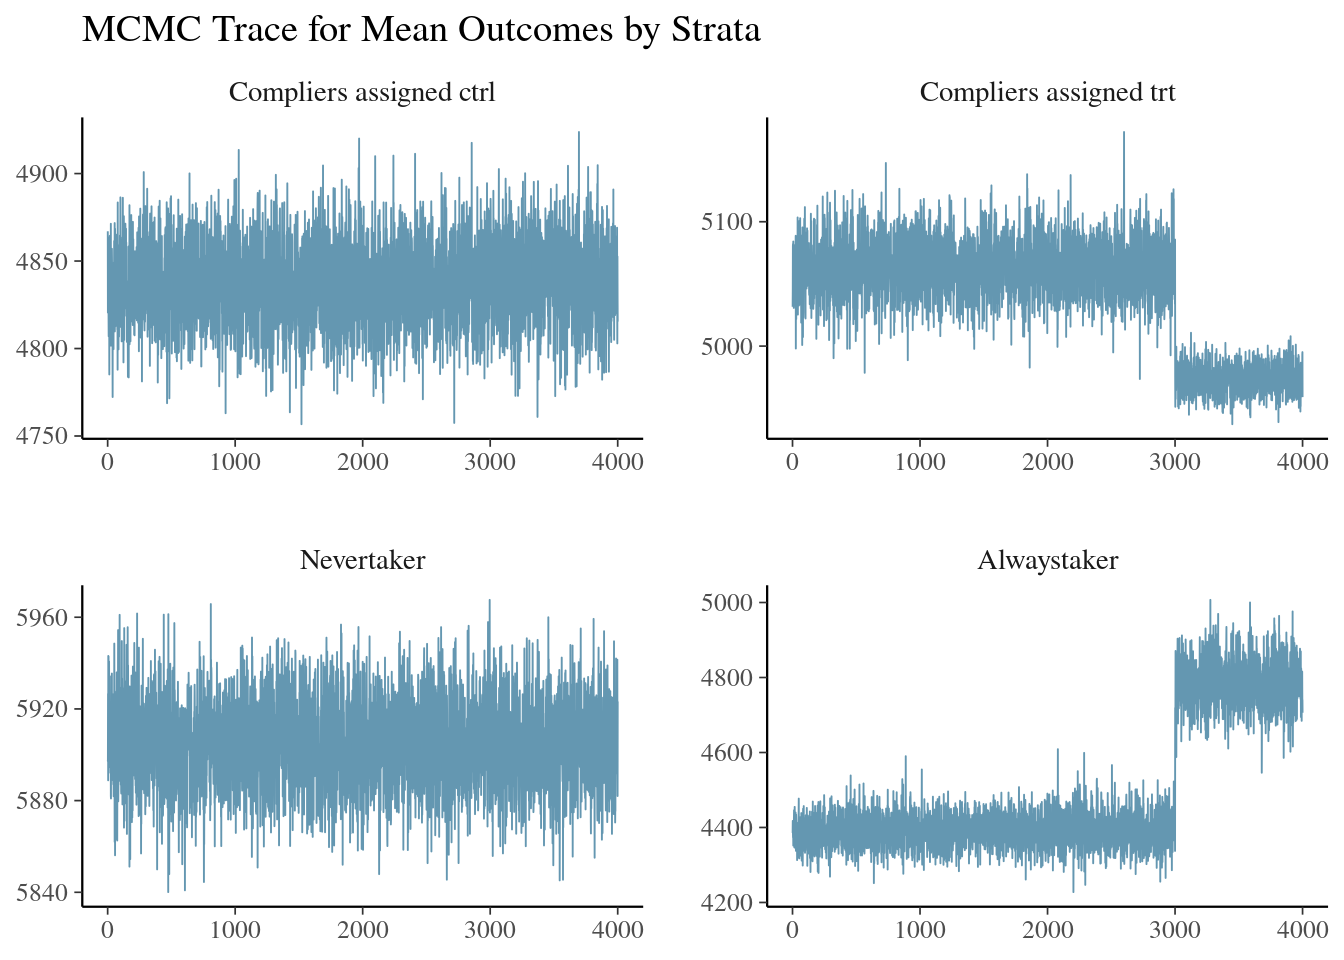 MCMC Trace for Mean Outcomes by Strata
Compliers assigned ctrl
4900
4850
4800
4750
0 1000 2000 3000 4000
Compliers assigned trt
5100
5000
0 1000 2000 3000 4000
Nevertaker
5960
5920
5880
5840
0 1000 2000 3000 4000
Alwaystaker
5000
4800
4600
4400
4200
0 1000 2000 3000 4000